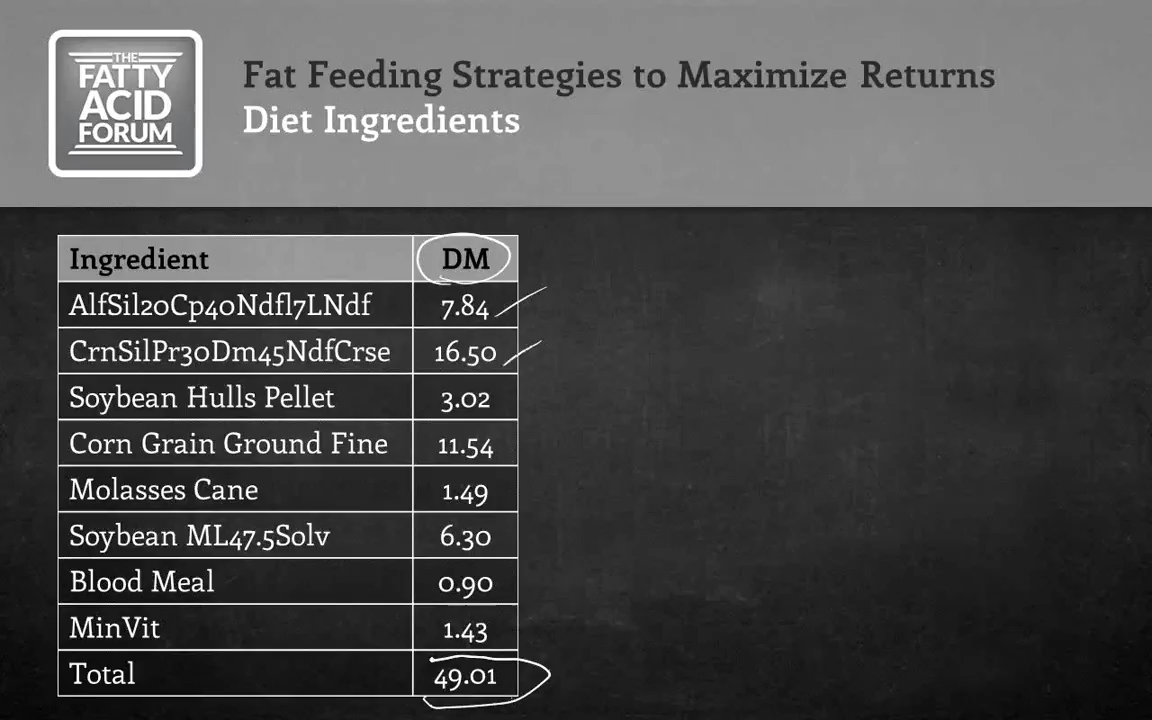 THE
FATTY
ACID
FORUM
Fat Feeding Strategies to Maximize Returns
Diet Ingredients
Ingredient DM
AlfSil20Cp40Ndfl7LNdf 7.84
CrnSilPr30Dm45NdfCrse 16.50
Soybean Hulls Pellet 3.02
Corn Grain Ground Fine 11.54
Molasses Cane 1.49
Soybean ML47.5Solv 6.30
Blood Meal 0.90
MinVit 1.43
Total 49.01